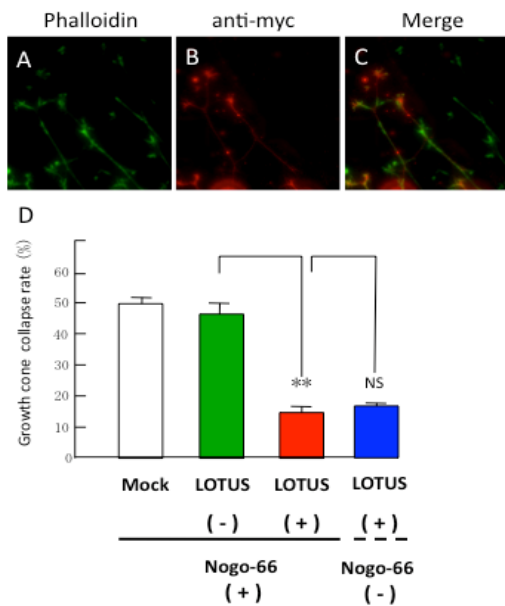 Phalloidin anti-myc Merge
A B C
D
Growth cone collapse rate (%)
60
50
40
30
20
10
0
** NS
Mock LOTUS LOTUS LOTUS
(-) (+) (+)
Nogo-66 Nogo-66
(+) (-)